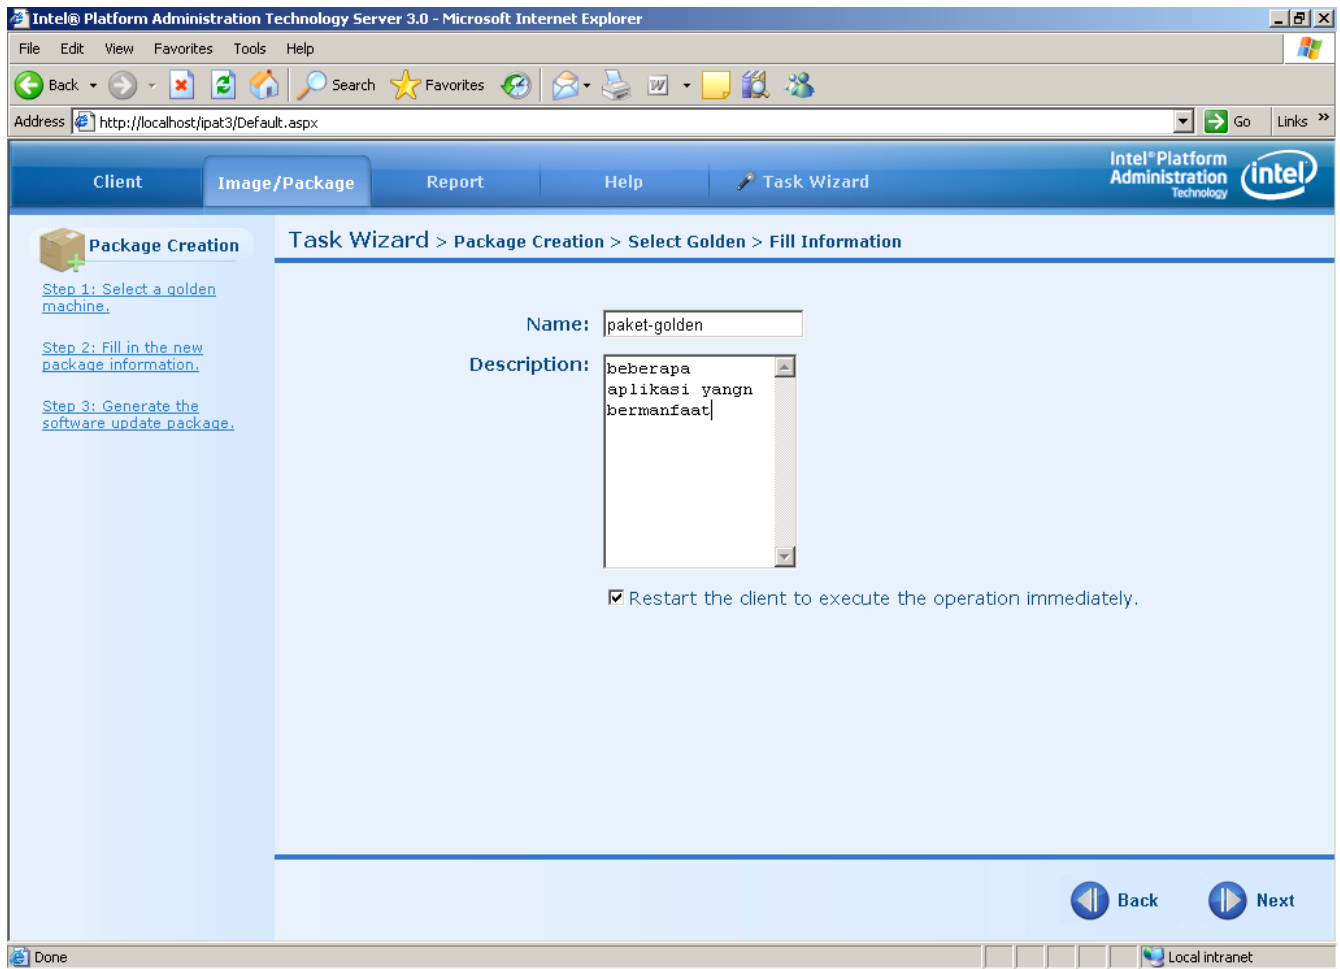 Intel® Platform Administration Technology Server 3.0 - Microsoft Internet Explorer
File Edit View Favorites Tools Help
Back Search Favorites
Address http://localhost/ipat3/Default.aspx Go Links »
Client Image/Package Report Help Task Wizard
Intel® Platform
Administration
Technology
intel
Package Creation
Step 1: Select a golden
machine.
Step 2: Fill in the new
package information.
Step 3: Generate the
software update package.
Task Wizard > Package Creation > Select Golden > Fill Information
Name: paket-golden
Description: beberapa
aplikasi yangn
bermanfaat
Restart the client to execute the operation immediately.
Back Next
Done Local intranet